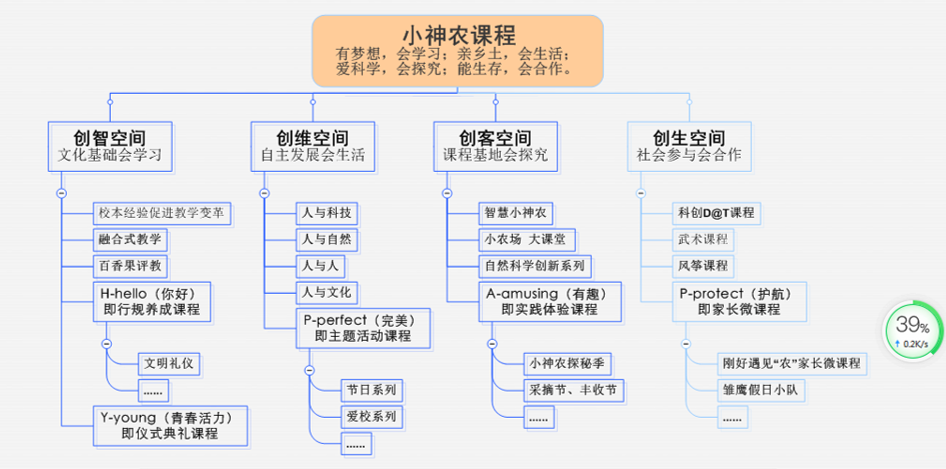 小神农课程
有梦想，会学习；亲乡土，会生活；
爱科学，会探究；能生存，会合作。
创智空间
文化基础会学习
校本经验促进教学变革
融合式教学
百香果评教
H-hello（你好）
即行规养成课程
文明礼仪
......
Y-young（青春活力）
即仪式典礼课程
创维空间
自主发展会生活
人与科技
人与自然
人与人
人与文化
P-perfect（完美）
即主题活动课程
节日系列
爱校系列
......
创客空间
课程基地会探究
智慧小神农
小农场 大课堂
自然科学创新系列
A-amusing（有趣）
即实践体验课程
小神农探秘季
采摘节、丰收节
......
创生空间
社会参与会合作
科创D@T课程
武术课程
风筝课程
P-protect（护航）
即家长微课程
刚好遇见“农”家长微课程
雏鹰假日小队
......
39%
↑ 0.2K/s